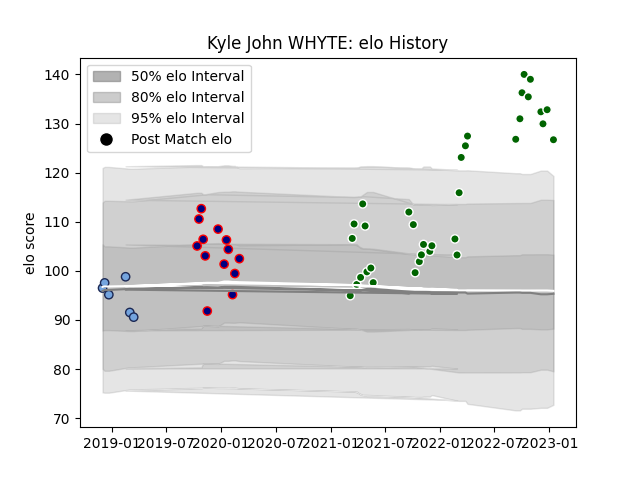 Kyle John WHYTE: elo History
50% elo Interval
80% elo Interval
95% elo Interval
Post Match elo
elo score
140
130
120
110
100
90
80
70
2019-01 2019-07 2020-01 2020-07 2021-01 2021-07 2022-01 2022-07 2023-01